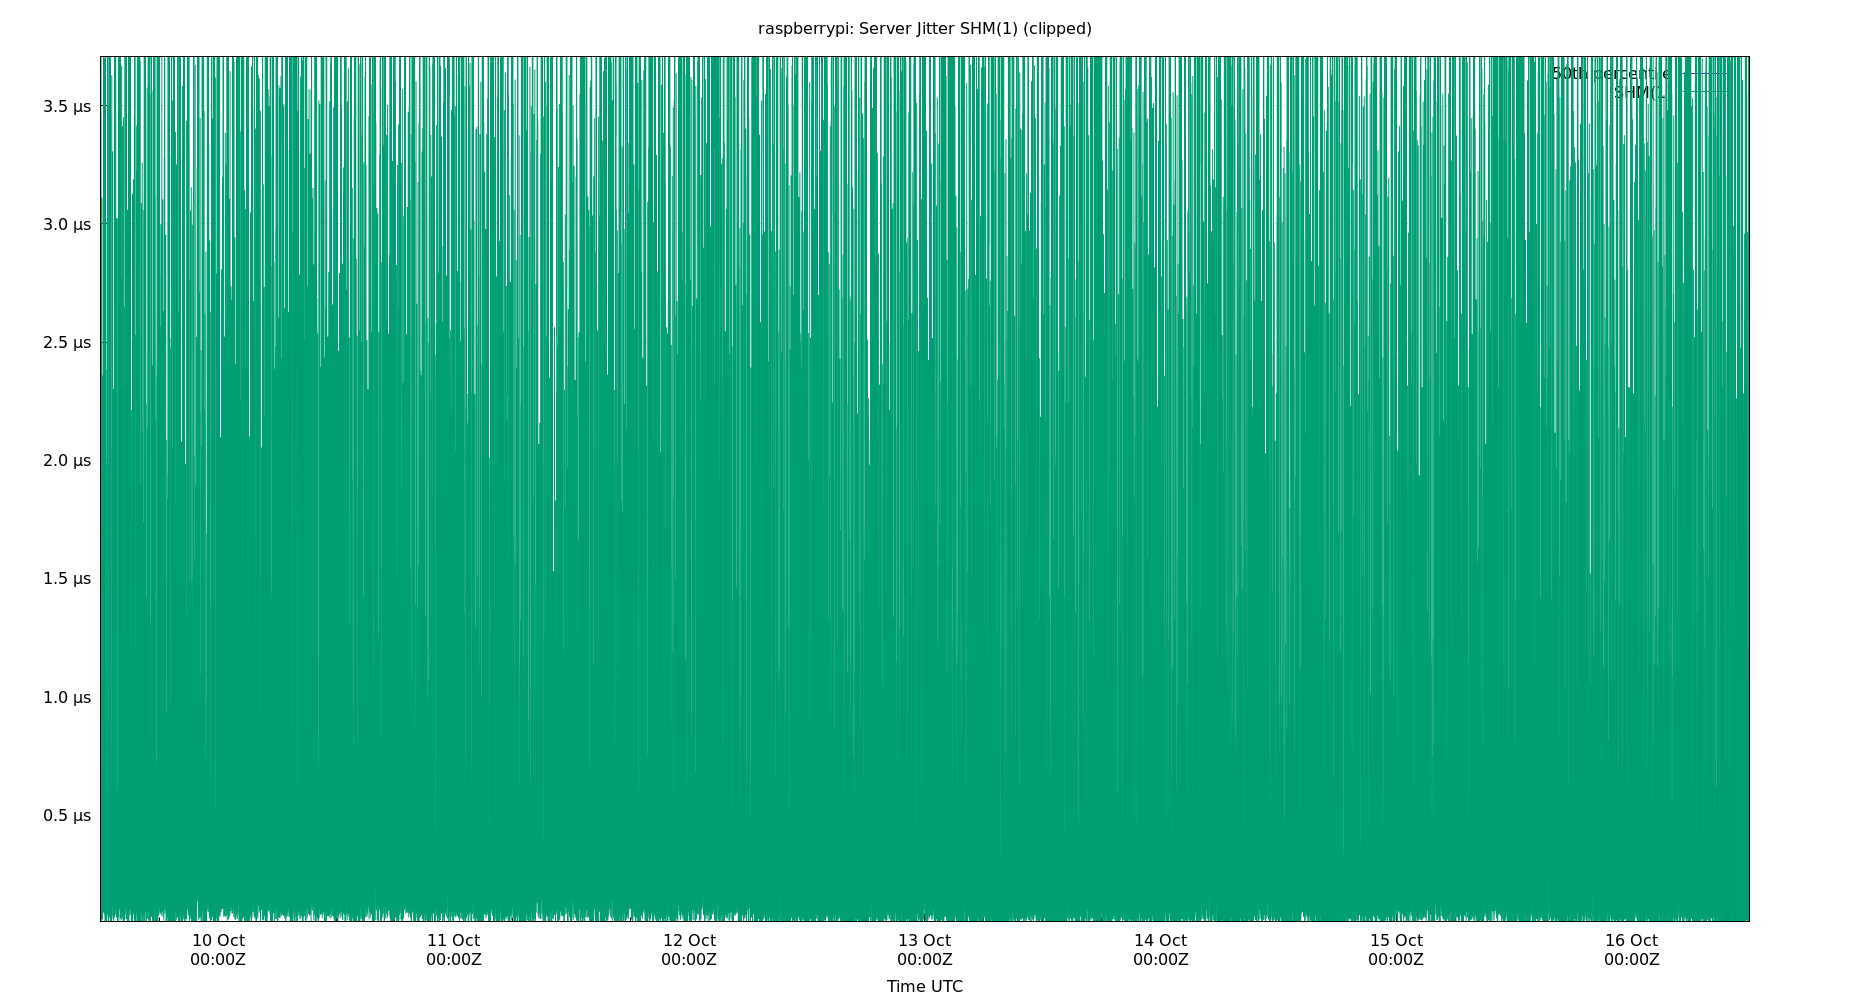 raspberrypi: Server Jitter SHM(1) (clipped)
50th percentile
SHM(1)
3.5 µs
3.0 µs
2.5 µs
2.0 µs
1.5 µs
1.0 µs
0.5 µs
10 Oct 11 Oct 12 Oct 13 Oct 14 Oct 15 Oct 16 Oct
00:00Z 00:00Z 00:00Z 00:00Z 00:00Z 00:00Z 00:00Z
Time UTC